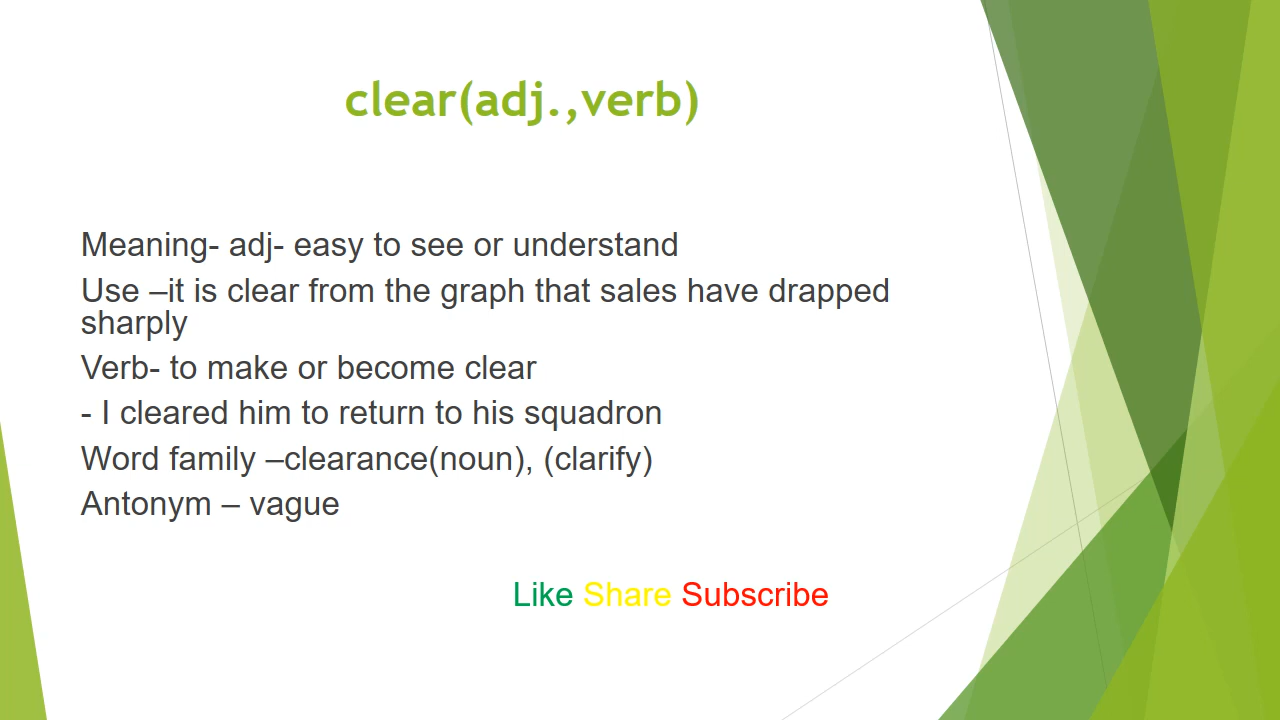 clear(adj.,verb)
Meaning- adj- easy to see or understand
Use –it is clear from the graph that sales have drapped
sharply
Verb- to make or become clear
- I cleared him to return to his squadron
Word family –clearance(noun), (clarify)
Antonym – vague
Like Share Subscribe